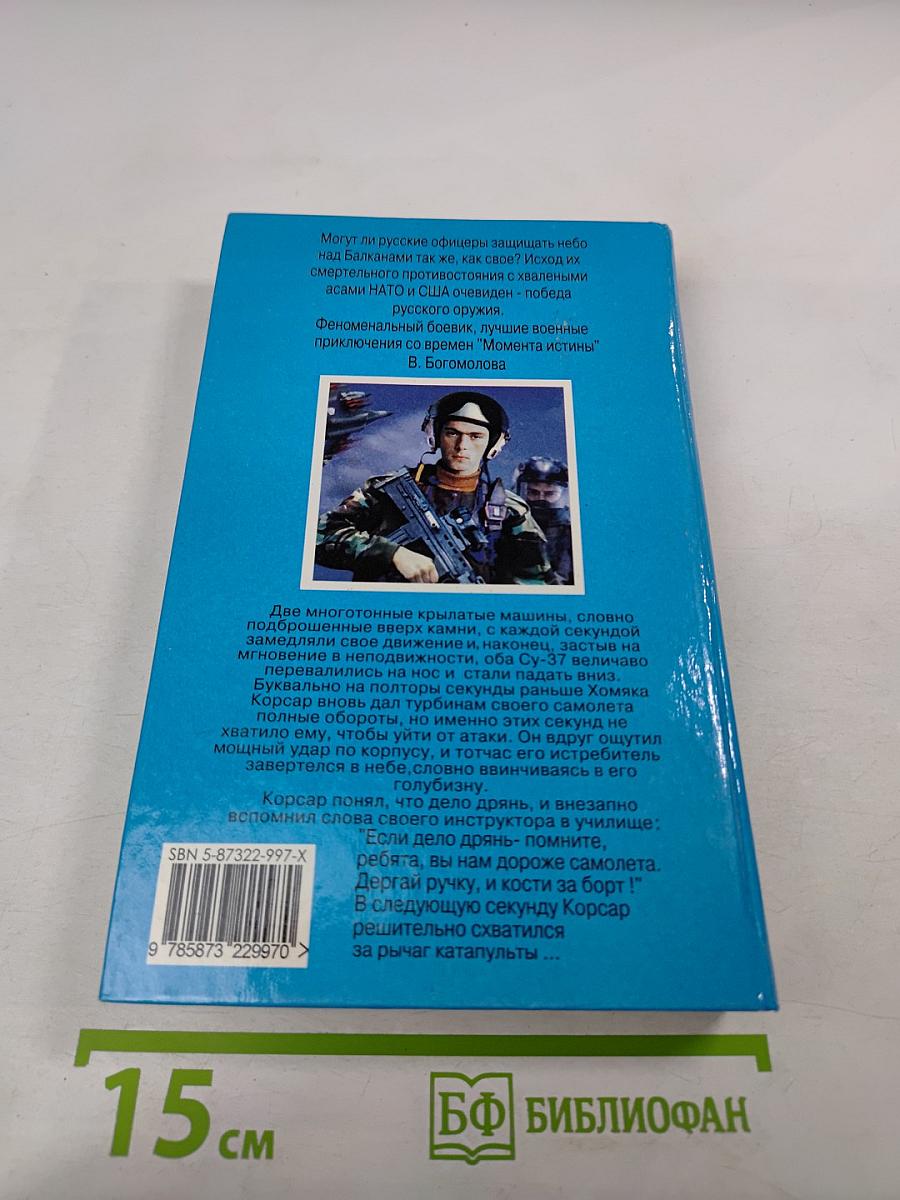 Могут ли русские офицеры защищать небо
над Балканами так же, как свое? Исход их
смертельного противостояния с хвалеными
асами НАТО и США очевиден - победа
русского оружия.
Феноменальный боевик, лучшие военные
приключения со времен "Момента истины"
В. Богомолова
Две многотонные крылатые машины, словно
подброшенные вверх камни, с каждой секундой
замедляли свое движение и, наконец, застыв на
мгновение в неподвижности, оба Су-37 величаво
перевалились на нос и стали падать вниз.
Буквально на полторы секунды раньше Хомяка
Корсар вновь дал турбинам своего самолета
полные обороты, но именно этих секунд не
хватило ему, чтобы уйти от атаки. Он вдруг ощутил
мощный удар по корпусу, и тотчас его истребитель
завертелся в небе,словно ввинчиваясь в его
голубизну.
Корсар понял, что дело дрянь, и внезапно
вспомнил слова своего инструктора в училище:
"Если дело дрянь- помните,
ребята, вы нам дороже самолета.
Дергай ручку, и кости за борт !"
В следующую секунду Корсар
решительно схватился
за рычаг катапульты ...
SBN 5-87322-997-X
9 785873 229970 >
15 см
БФ БИБЛИОФАН